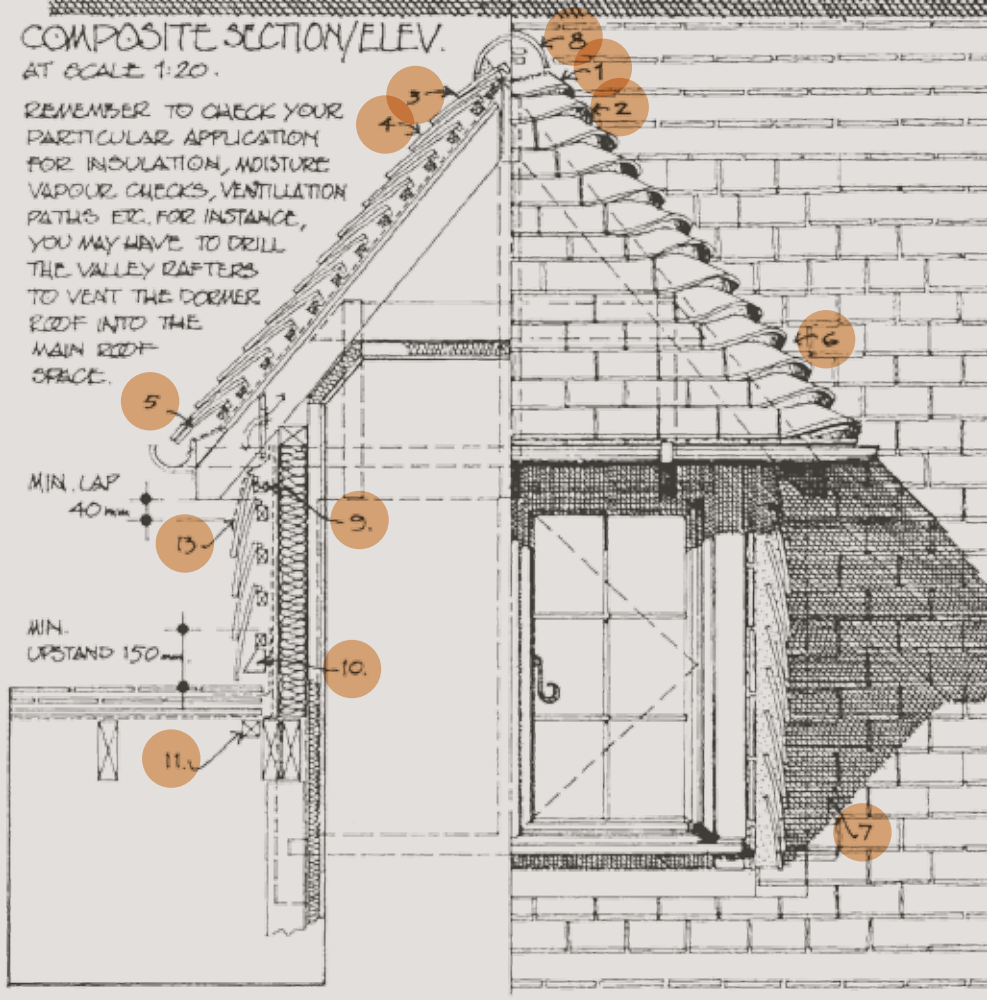 COMPOSITE SECTION/ELEV.
AT SCALE 1:20.
REMEMBER TO CHECK YOUR
PARTICULAR APPLICATION
FOR INSULATION, MOISTURE
VAPOUR CHECKS, VENTILLATION
PATHS ETC. FOR INSTANCE,
YOU MAY HAVE TO DRILL
THE VALLEY RAFTERS
TO VENT THE DORMER
ROOF INTO THE
MAIN ROOF
SPACE.
8
1
3
2
4
6
5
MIN. LAP
40mm
9.
13
MIN.
UPSTAND 150mm
10.
11.
7